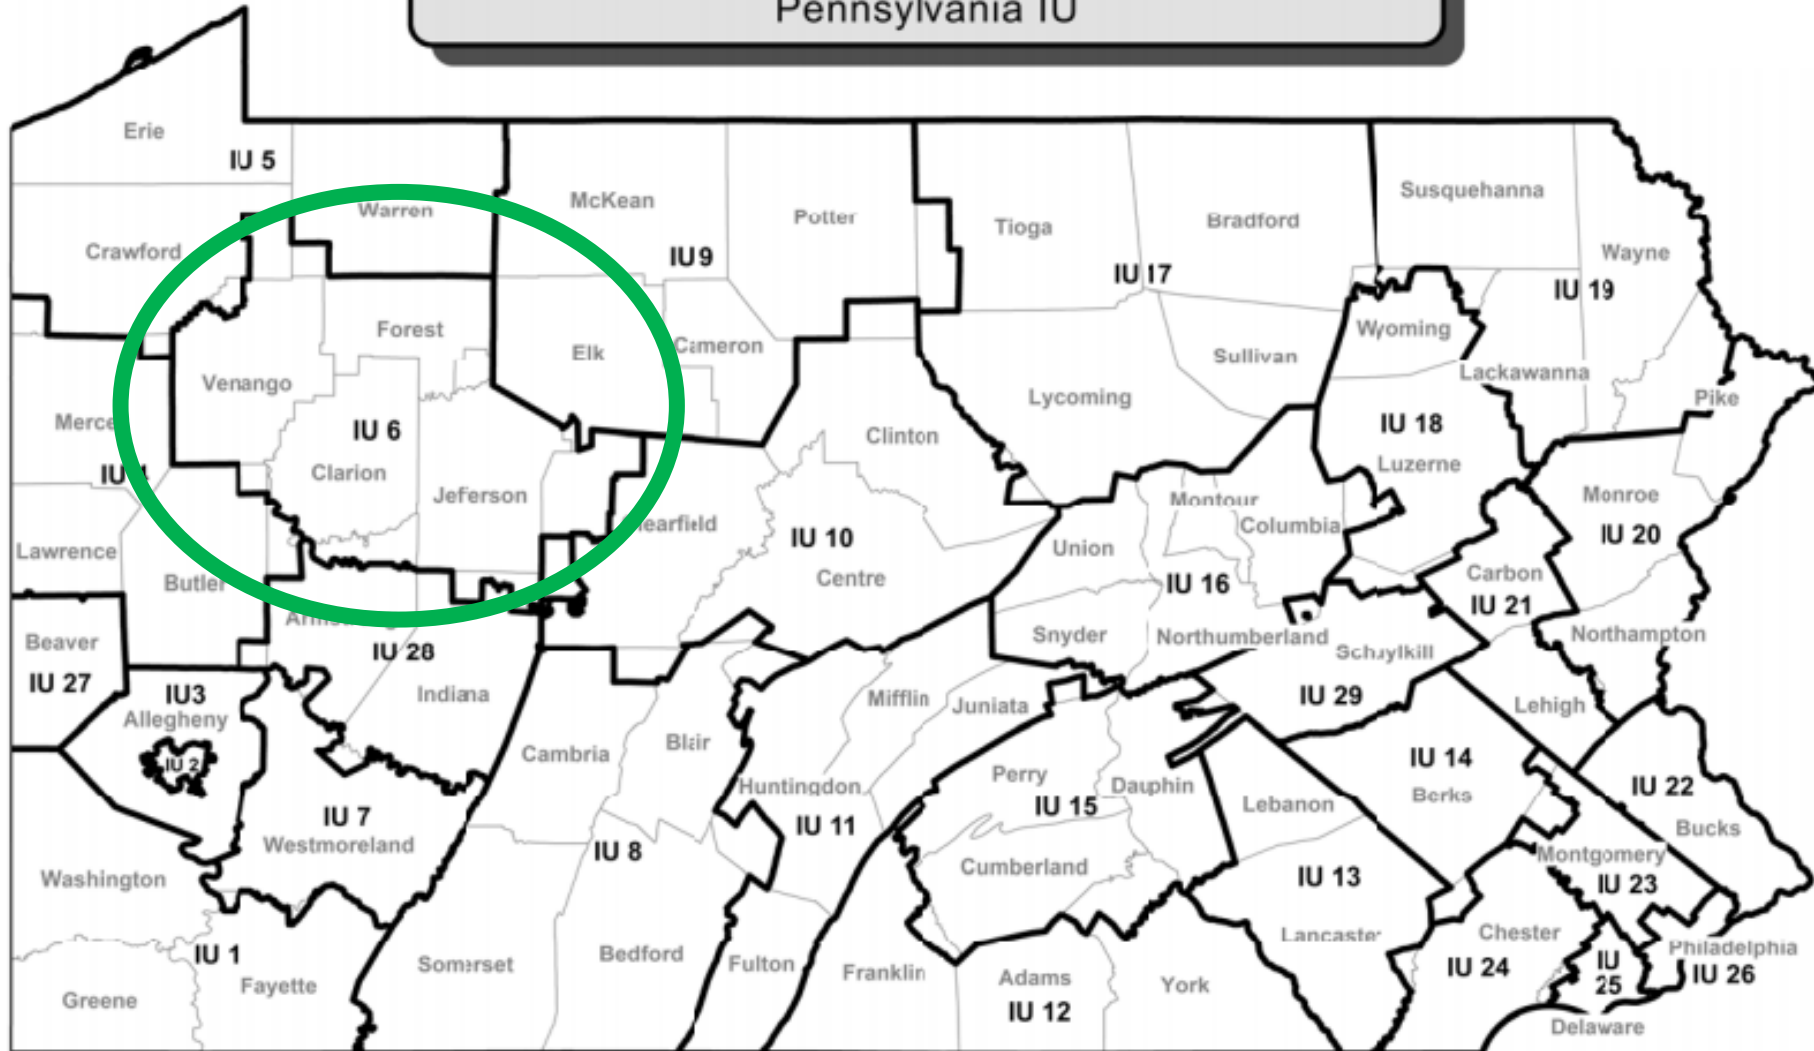 Pennsylvania IU
Erie
IU 5
Warren
McKean
Potter
IU 9
Tioga
Bradford
Susquehanna
Wayne
Crawford
IU 17
IU 19
Forest
Elk
Cameron
Wyoming
Sullivan
Venango
Lackawanna
Lycoming
Pike
Merce
IU 6
Clinton
IU 18
Clarion
Luzerne
Jefferson
Montour
Monroe
Columbia
IU 20
earfield
IU 10
Lawrence
Union
Centre
Butler
IU 16
Carbon
IU 21
Beaver
IU 28
Snyder
Northumberland
Schuylkill
Northampton
IU 27
IU3
Indiana
Mifflin
Juniata
IU 29
Lehigh
Allegheny
Cambria
Blair
IU 2
Huntingdon
Perry
IU 15
Dauphin
Lebanon
IU 14
Berks
IU 22
IU 7
Westmoreland
IU 11
Bucks
IU 8
Cumberland
Montgomery
Washington
IU 13
IU 23
IU 1
Somerset
Bedford
Fulton
Franklin
Adams
York
Lancaster
Chester
IU 24
IU
25
Philadelphia
IU 26
Greene
Fayette
IU 12
Delaware